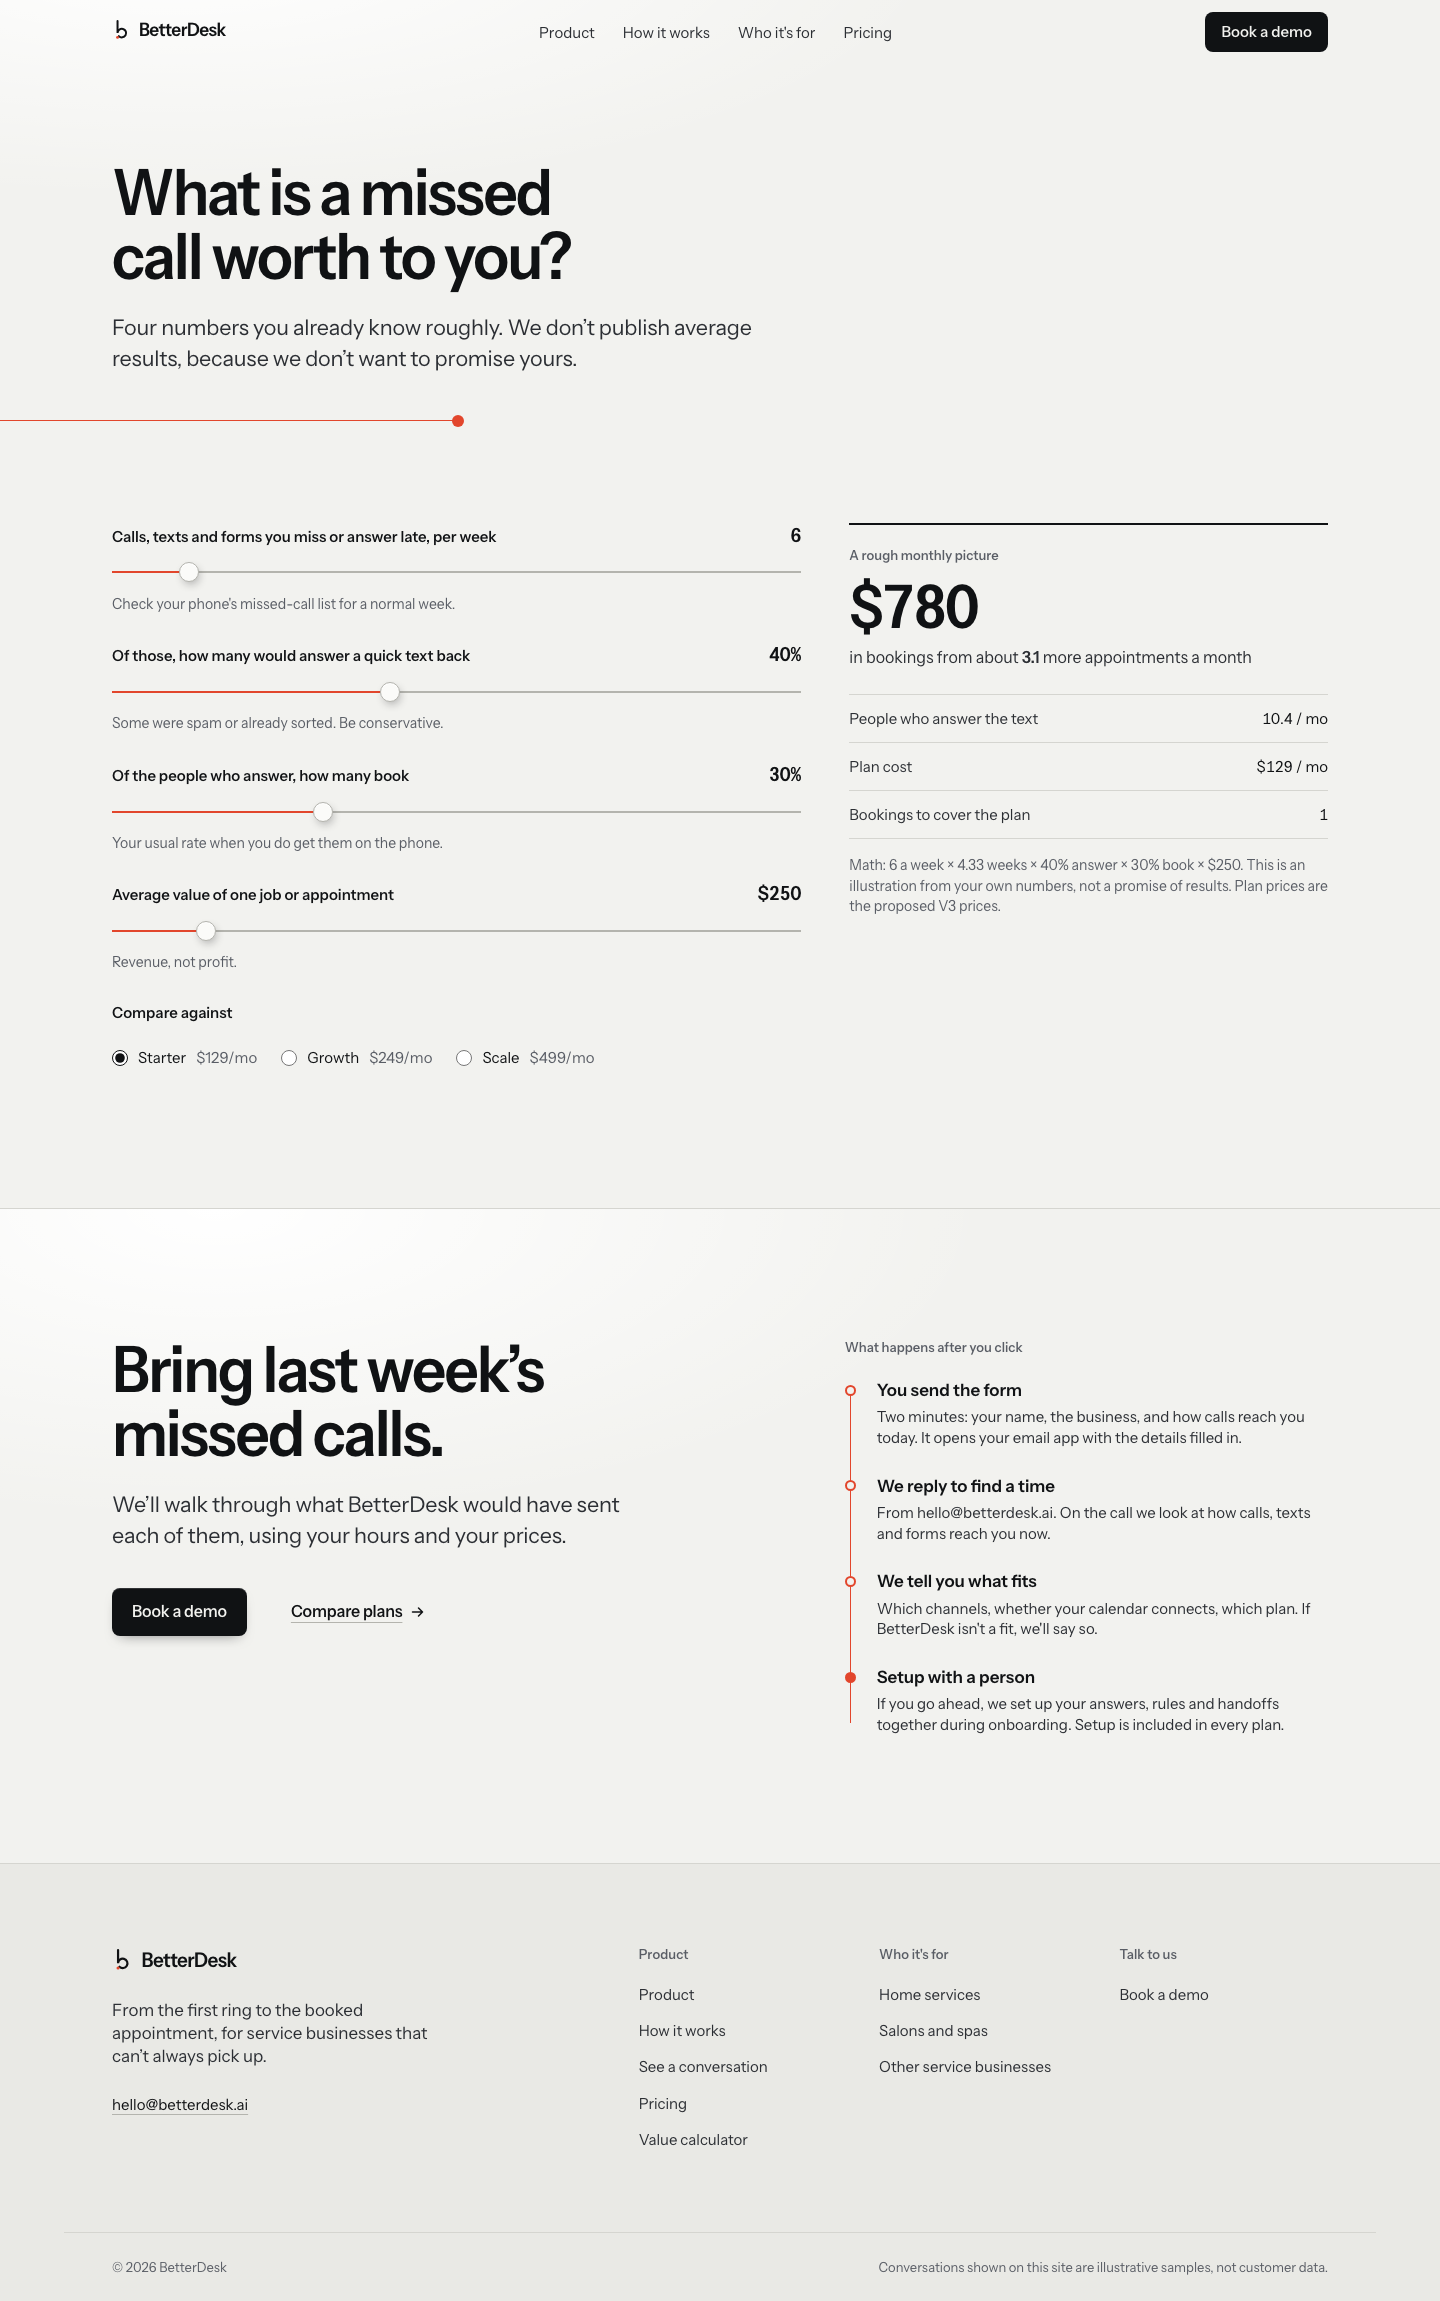 BetterDesk
Product
How it works
Who it's for
Pricing
Book a demo
What is a missed
call worth to you?
Four numbers you already know roughly. We don’t publish average
results, because we don’t want to promise yours.
Calls, texts and forms you miss or answer late, per week
6
Check your phone's missed-call list for a normal week.
Of those, how many would answer a quick text back
40%
Some were spam or already sorted. Be conservative.
Of the people who answer, how many book
30%
Your usual rate when you do get them on the phone.
Average value of one job or appointment
$250
Revenue, not profit.
Compare against
Starter $129/mo
Growth $249/mo
Scale $499/mo
A rough monthly picture
$780
in bookings from about 3.1 more appointments a month
People who answer the text
10.4 / mo
Plan cost
$129 / mo
Bookings to cover the plan
1
Math: 6 a week × 4.33 weeks × 40% answer × 30% book × $250. This is an
illustration from your own numbers, not a promise of results. Plan prices are
the proposed V3 prices.
Bring last week’s
missed calls.
We’ll walk through what BetterDesk would have sent
each of them, using your hours and your prices.
Book a demo
Compare plans →
What happens after you click
You send the form
Two minutes: your name, the business, and how calls reach you
today. It opens your email app with the details filled in.
We reply to find a time
From hello@betterdesk.ai. On the call we look at how calls, texts
and forms reach you now.
We tell you what fits
Which channels, whether your calendar connects, which plan. If
BetterDesk isn't a fit, we'll say so.
Setup with a person
If you go ahead, we set up your answers, rules and handoffs
together during onboarding. Setup is included in every plan.
BetterDesk
From the first ring to the booked
appointment, for service businesses that
can’t always pick up.
hello@betterdesk.ai
Product
Product
How it works
See a conversation
Pricing
Value calculator
Who it's for
Home services
Salons and spas
Other service businesses
Talk to us
Book a demo
© 2026 BetterDesk
Conversations shown on this site are illustrative samples, not customer data.